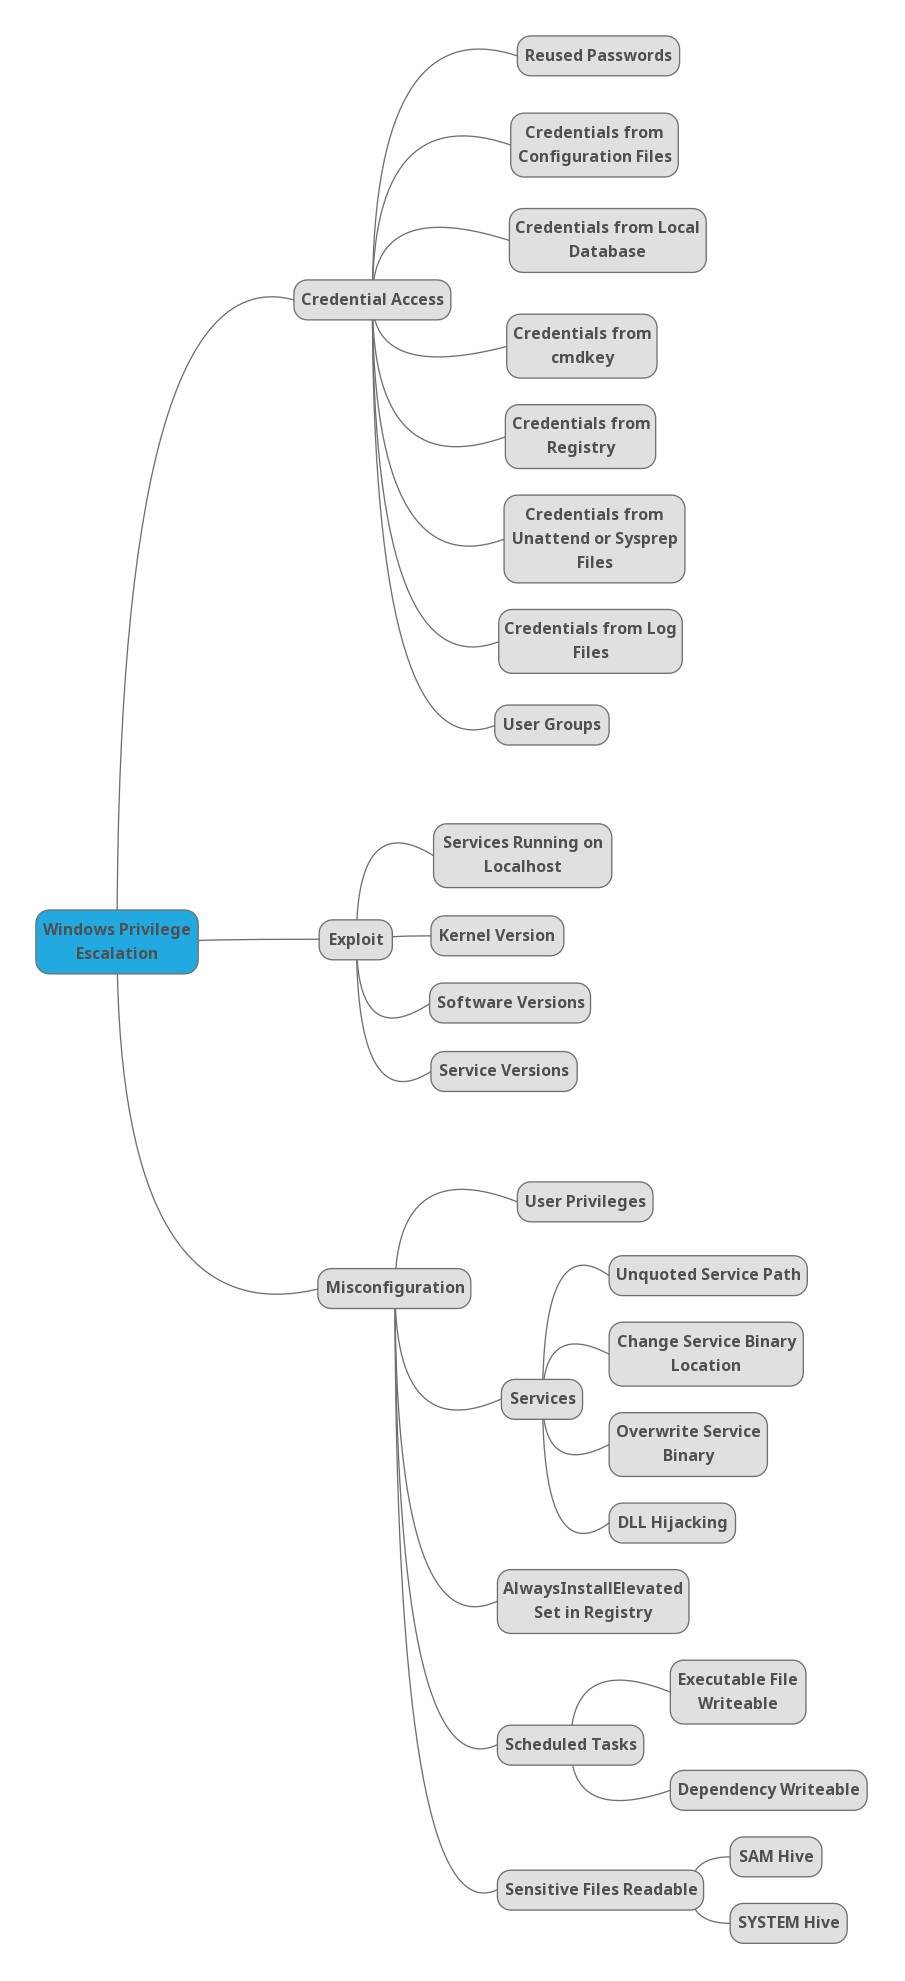 Reused Passwords
Credentials from
Configuration Files
Credentials from Local
Database
Credential Access
Credentials from
cmdkey
Credentials from
Registry
Credentials from
Unattend or Sysprep
Files
Credentials from Log
Files
User Groups
Services Running on
Localhost
Windows Privilege
Escalation
Exploit
Kernel Version
Software Versions
Service Versions
User Privileges
Misconfiguration
Unquoted Service Path
Change Service Binary
Location
Services
Overwrite Service
Binary
DLL Hijacking
AlwaysInstallElevated
Set in Registry
Executable File
Writeable
Scheduled Tasks
Dependency Writeable
SAM Hive
Sensitive Files Readable
SYSTEM Hive